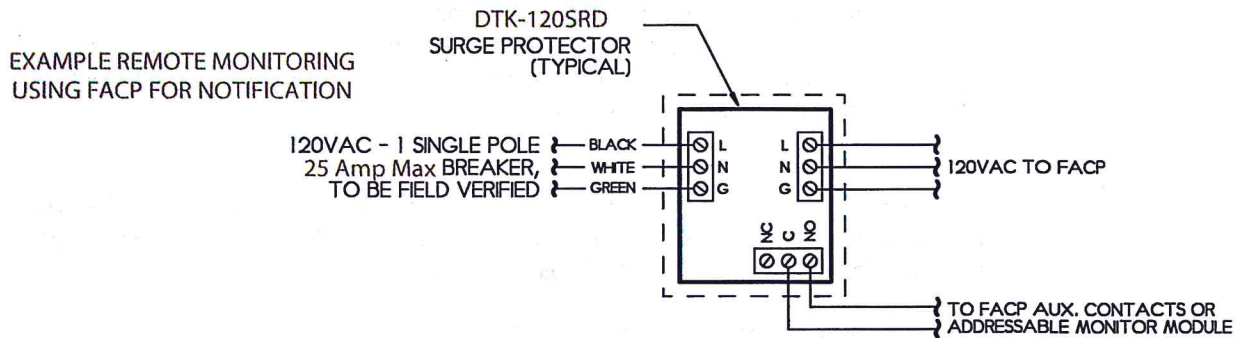 DTK-120SRD
SURGE PROTECTOR
(TYPICAL)
EXAMPLE REMOTE MONITORING
USING FACP FOR NOTIFICATION
120VAC - 1 SINGLE POLE
25 Amp Max BREAKER,
TO BE FIELD VERIFIED
BLACK
WHITE
GREEN
L
N
G
L
N
G
120VAC TO FACP
NC
C
NO
TO FACP AUX. CONTACTS OR
ADDRESSABLE MONITOR MODULE